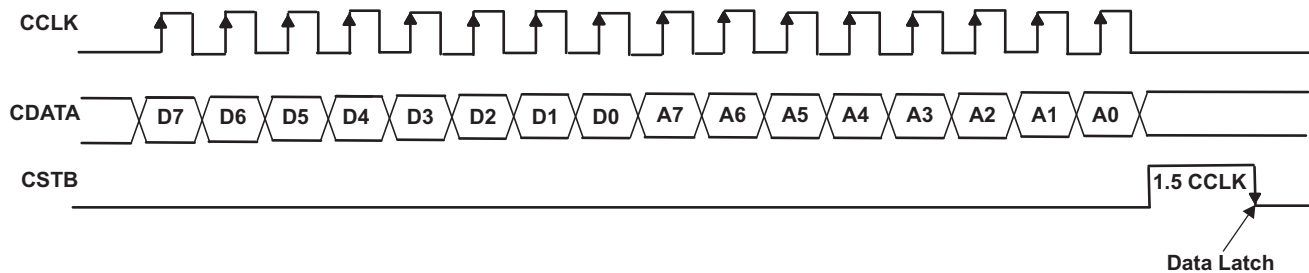 CCLK
CDATA D7 D6 D5 D4 D3 D2 D1 D0 A7 A6 A5 A4 A3 A2 A1 A0
CSTB 1.5 CCLK
Data Latch